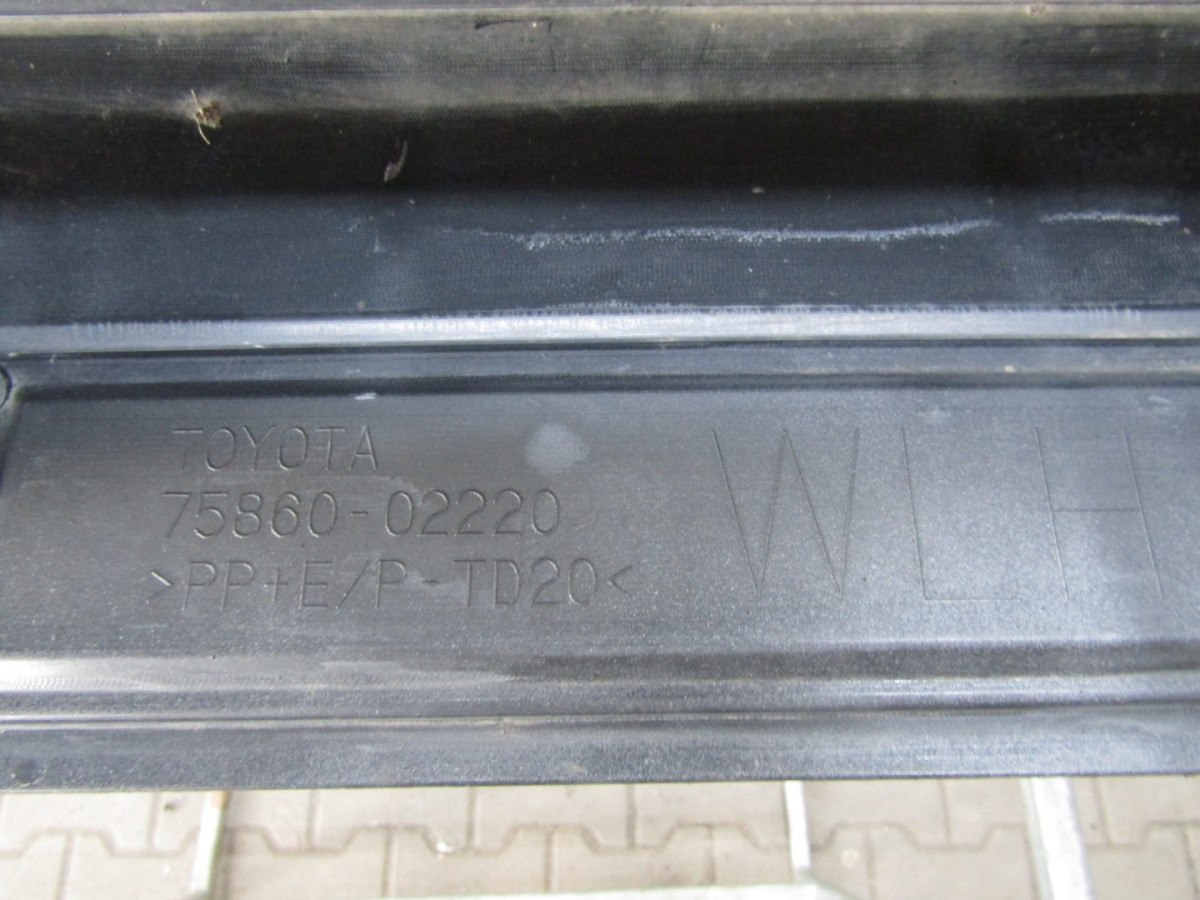 TOYOTA
75860-02220
>PP+E/P-TD20<
WLH